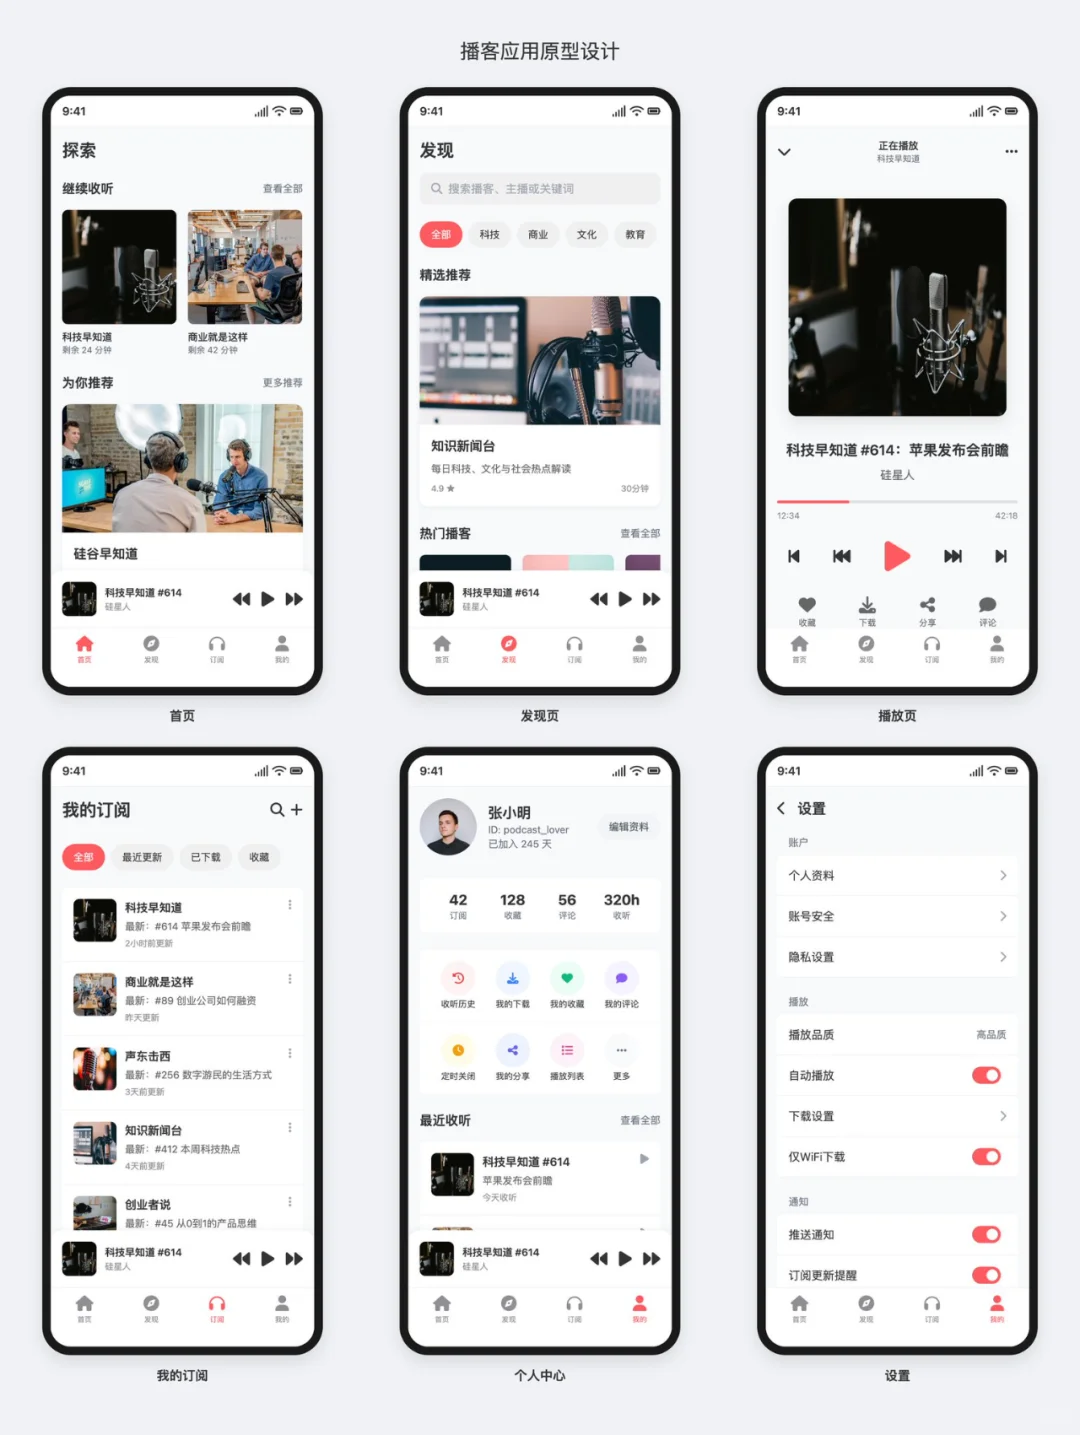 播客应用原型设计
9:41
探索
继续收听 查看全部
科技早知道 商业就是这样
剩余 24 分钟 剩余 42 分钟
为你推荐 更多推荐
硅谷早知道
科技早知道 #614
硅星人
首页 发现 订阅 我的
首页
9:41
发现
搜索播客、主播或关键词
全部 科技 商业 文化 教育
精选推荐
知识新闻台
每日科技、文化与社会热点解读
4.9 30分钟
热门播客 查看全部
科技早知道 #614
硅星人
首页 发现 订阅 我的
发现页
9:41
正在播放
科技早知道
科技早知道 #614：苹果发布会前瞻
硅星人
12:34 42:18
收藏 下载 分享 评论
首页 发现 订阅 我的
播放页
9:41
我的订阅
全部 最近更新 已下载 收藏
科技早知道
最新：#614 苹果发布会前瞻
2小时前更新
商业就是这样
最新：#89 创业公司如何融资
昨天更新
声东击西
最新：#256 数字游民的生活方式
3天前更新
知识新闻台
最新：#412 本周科技热点
4天前更新
创业者说
最新：#45 从0到1的产品思维
科技早知道 #614
硅星人
首页 发现 订阅 我的
我的订阅
9:41
张小明
ID: podcast_lover
已加入 245 天
编辑资料
42 128 56 320h
订阅 收藏 评论 收听
收听历史 我的下载 我的收藏 我的评论
定时关闭 我的分享 播放列表 更多
最近收听 查看全部
科技早知道 #614
苹果发布会前瞻
今天收听
科技早知道 #614
硅星人
首页 发现 订阅 我的
个人中心
9:41
设置
账户
个人资料
账号安全
隐私设置
播放
播放品质 高品质
自动播放
下载设置
仅WiFi下载
通知
推送通知
订阅更新提醒
首页 发现 订阅 我的
设置